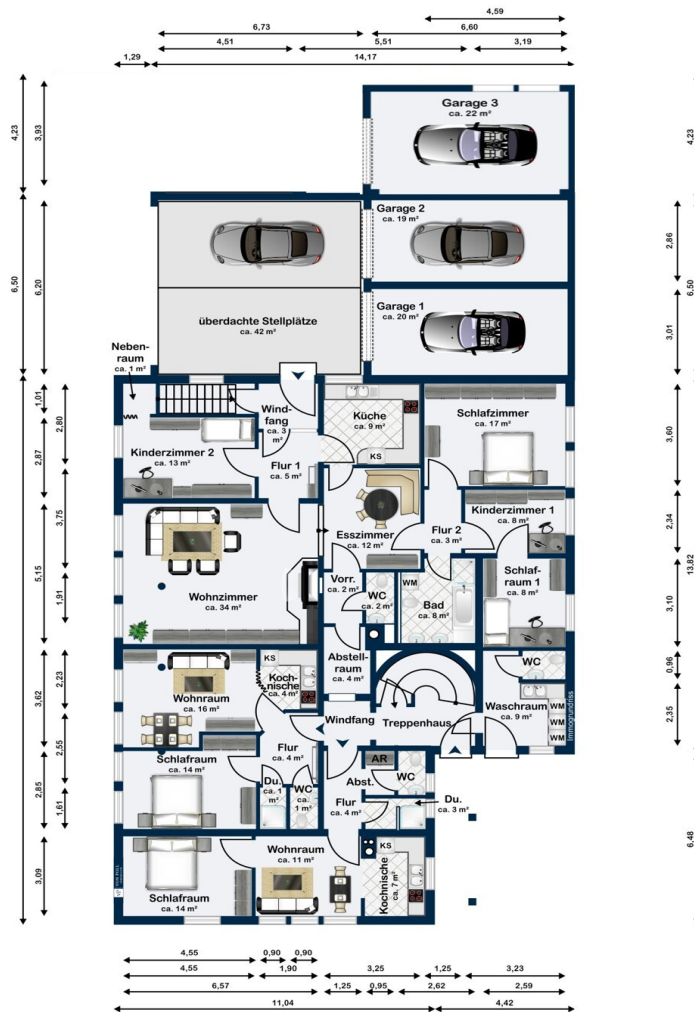 4,59
6,73
6,60
4,51
5,51
3,19
1,29
14,17
4,23
3,93
4,23
Garage 3
ca. 22 m²
Garage 2
ca. 19 m²
2,86
6,50
6,20
6,50
Garage 1
ca. 20 m²
3,01
überdachte Stellplätze
ca. 42 m²
Neben-
raum
ca. 1 m²
1,01
2,80
Wind-
fang
ca. 3
m²
Küche
ca. 9 m²
KS
Schlafzimmer
ca. 17 m²
3,60
2,87
Kinderzimmer 2
ca. 13 m²
Flur 1
ca. 5 m²
3,75
Esszimmer
ca. 12 m²
Flur 2
ca. 3 m²
Kinderzimmer 1
ca. 8 m²
2,34
13,82
5,15
1,91
Wohnzimmer
ca. 34 m²
Vorr.
ca. 2 m²
WC
ca. 2 m²
WM
Bad
ca. 8 m²
Schlaf-
raum 1
ca. 8 m²
3,10
Abstell-
raum
ca. 4 m²
3,62
2,23
Wohnraum
ca. 16 m²
KS
Koch-
nische
ca. 4 m²
WC
0,96
Waschraum
ca. 9 m²
WM
WM
WM
2,35
Immogrundriss
Windfang
Treppenhaus
2,55
Flur
ca. 4 m²
2,85
1,61
Schlafraum
ca. 14 m²
Du.
ca. 1
m²
WC
ca.
1 m²
AR
Abst.
WC
Flur
ca. 4 m²
Du.
ca. 3 m²
6,48
3,09
Wohnraum
ca. 11 m²
Schlafraum
ca. 14 m²
KS
Kochnische
ca. 7 m²
4,55
0,90
0,90
4,55
1,90
3,25
1,25
3,23
6,57
1,25
0,95
2,62
2,59
11,04
4,42